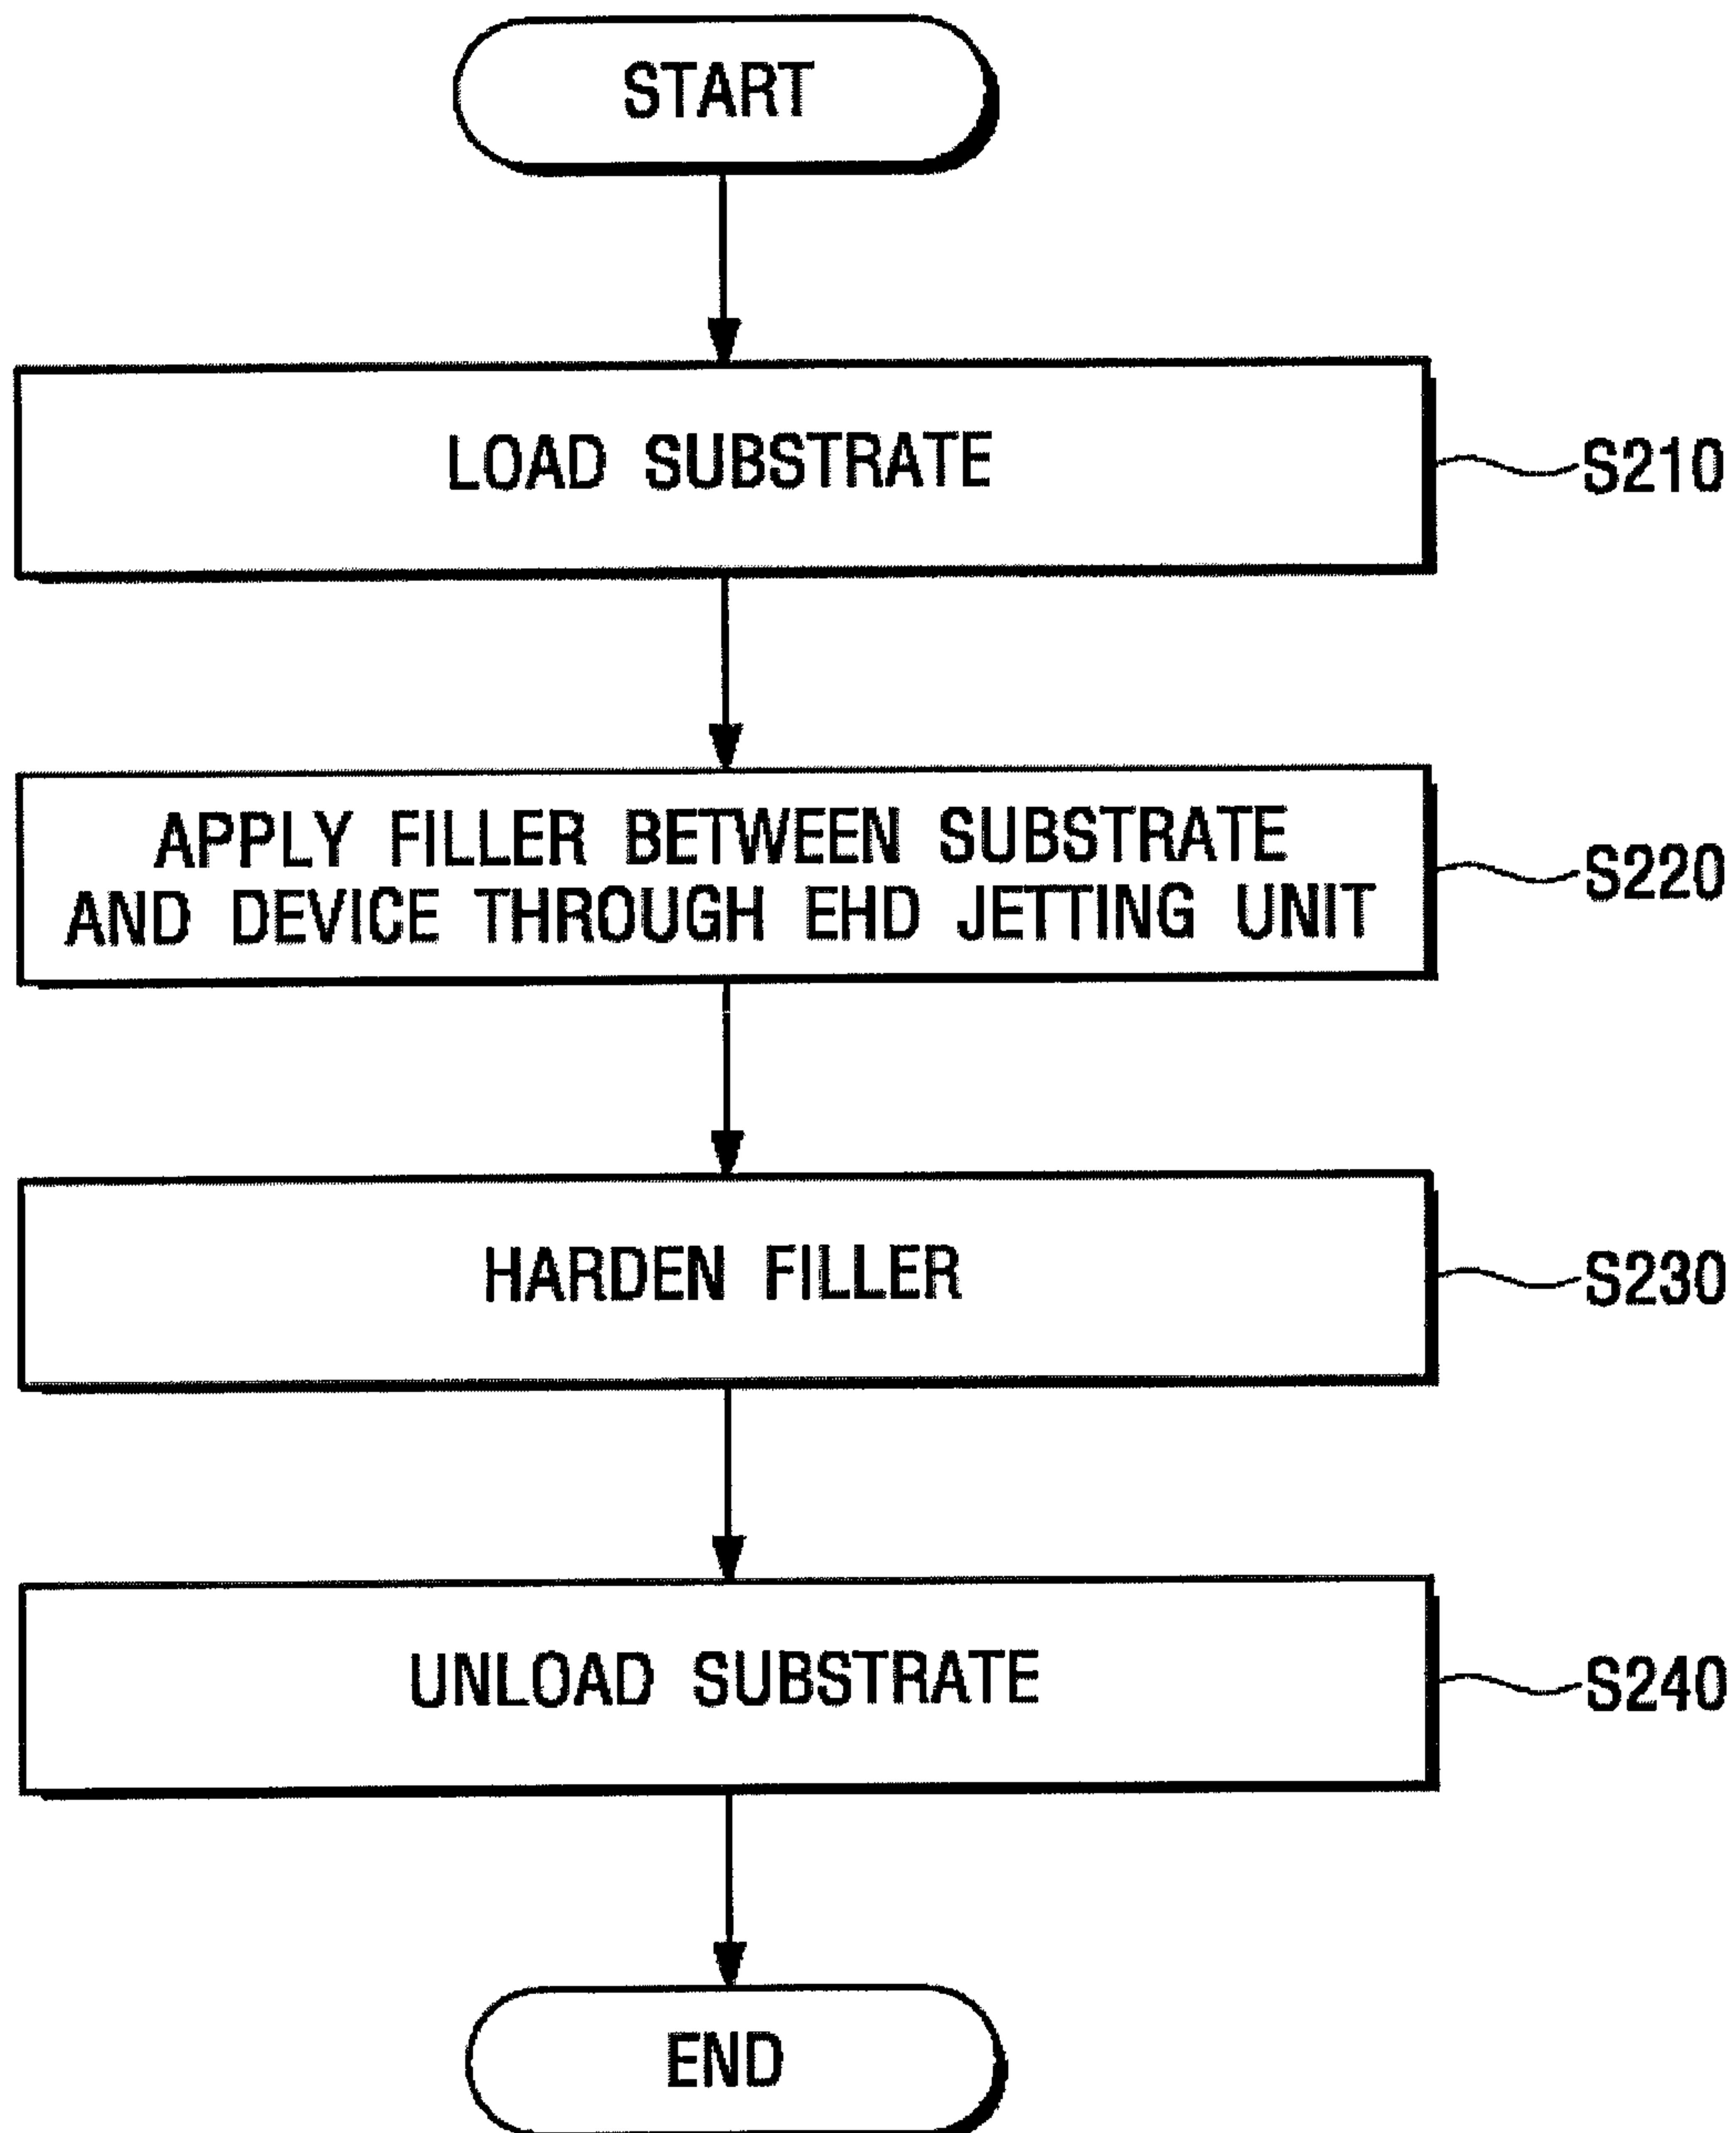 START
LOAD SUBSTRATE
S210
APPLY FILLER BETWEEN SUBSTRATE
AND DEVICE THROUGH EHD JETTING UNIT
S220
HARDEN FILLER
S230
UNLOAD SUBSTRATE
S240
END